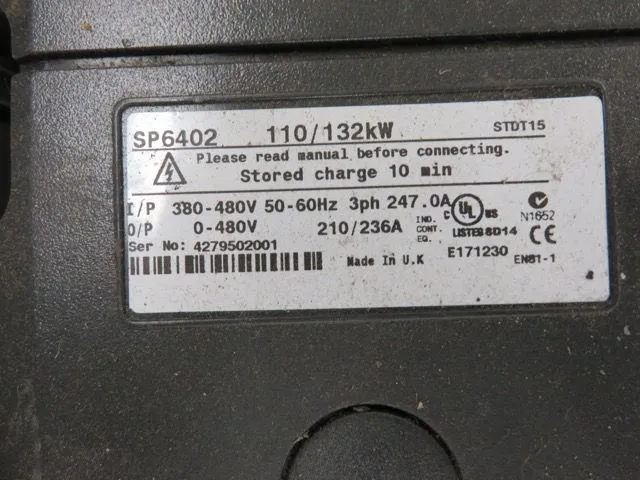 SP6402 110/132kW STDT15
Please read manual before connecting.
Stored charge 10 min
I/P 380-480V 50-60Hz 3ph 247.0A
O/P 0-480V 210/236A
IND.
CONT.
EQ.
C UL US
LISTED 8D14
E171230
N1652
CE
EN81-1
Ser No: 4279502001
Made In U.K